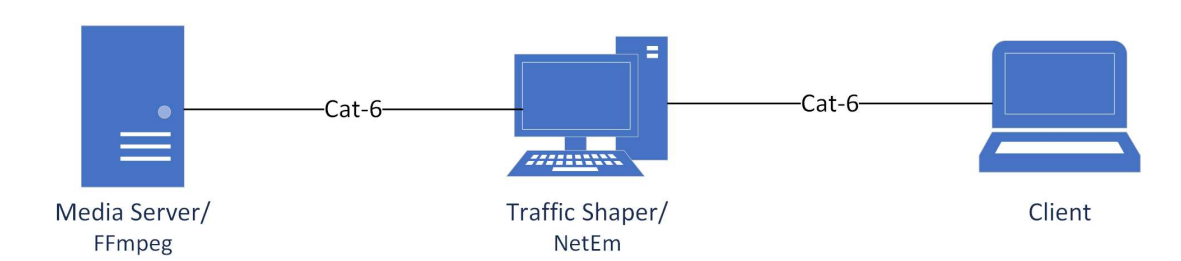 Cat-6
Cat-6
Media Server/
FFmpeg
Traffic Shaper/
NetEm
Client